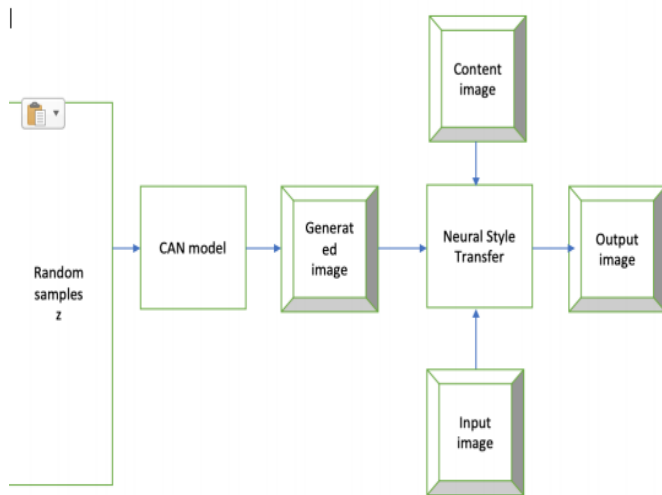 Content
image
Random
samples
z
CAN model
Generat
ed
image
Neural Style
Transfer
Output
image
Input
image